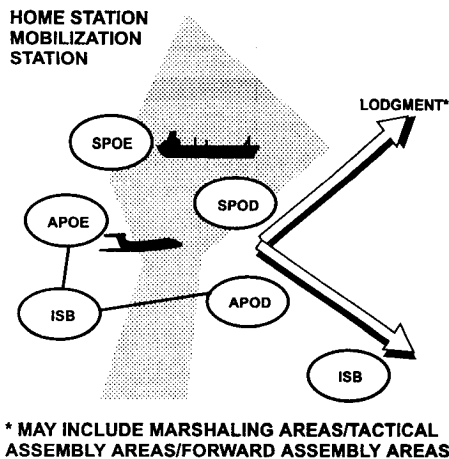 HOME STATION
MOBILIZATION
STATION
LODGMENT*
SPOE
SPOD
APOE
APOD
ISB
ISB
* MAY INCLUDE MARSHALING AREAS/TACTICAL
ASSEMBLY AREAS/FORWARD ASSEMBLY AREAS